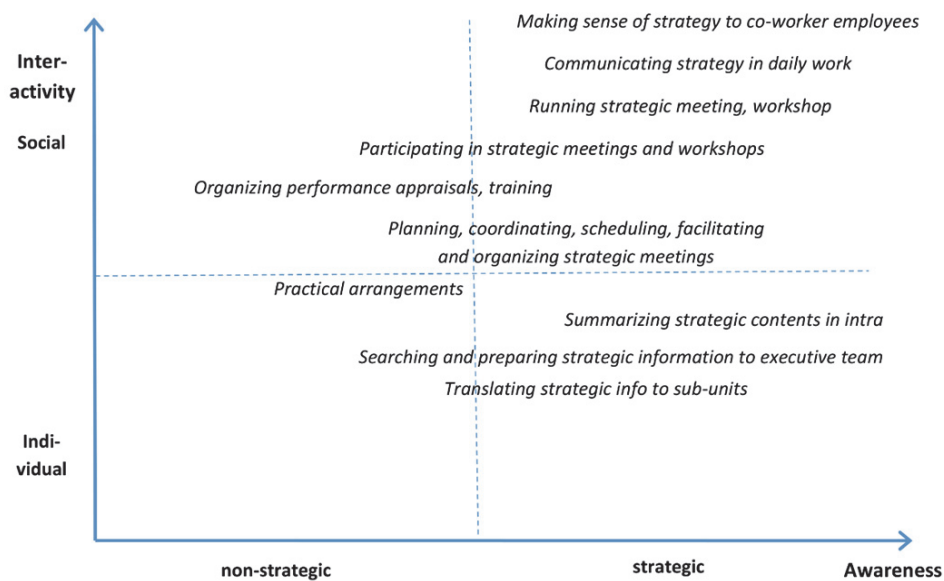 Making sense of strategy to co-worker employees
Inter-
activity
Communicating strategy in daily work
Running strategic meeting, workshop
Social
Participating in strategic meetings and workshops
Organizing performance appraisals, training
Planning, coordinating, scheduling, facilitating
and organizing strategic meetings
Practical arrangements
Summarizing strategic contents in intra
Searching and preparing strategic information to executive team
Translating strategic info to sub-units
Indi-
vidual
non-strategic
strategic
Awareness